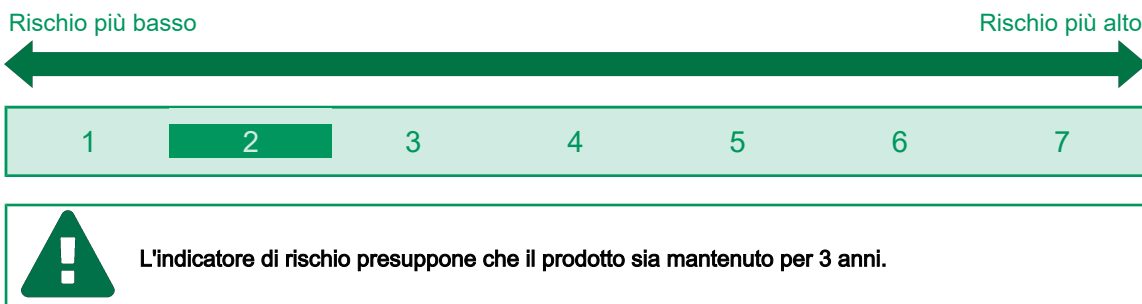 Rischio più basso Rischio più alto
1 2 3 4 5 6 7
L'indicatore di rischio presuppone che il prodotto sia mantenuto per 3 anni.